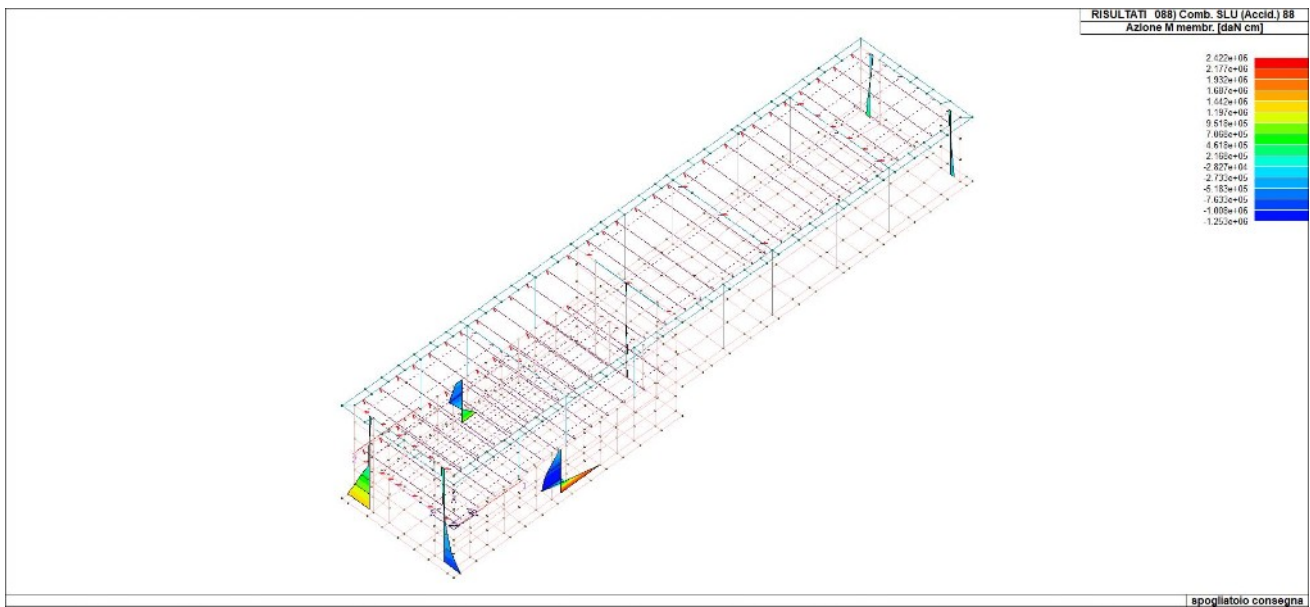 RISULTATI 088) Comb. SLU (Accid.) 88
Azione M membr. [daN cm]
2.422e+06
2.177e+06
1.932e+06
1.687e+06
1.442e+06
1.197e+06
9.518e+05
7.068e+05
4.618e+05
2.168e+05
-2.827e+04
-2.733e+05
-5.183e+05
-7.633e+05
-1.008e+06
-1.253e+06
spogliatoio consegna